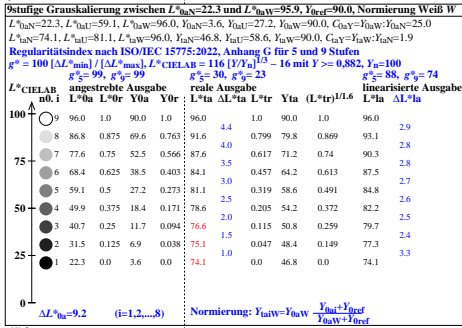 9stufige Grauskalierung zwischen L*0aN=22.3 und L*0aW=95.9, Y0ref=90.0, Normierung Weiß W
L*0aN=22.3, L*0aU=59.1, L*0aW=96.0, Y0aN=3.6, Y0aU=27.2, Y0aW=90.0, C0aY=Y0aW:Y0aN=25.0
L*taN=74.1, L*taU=81.1, L*taW=96.0, YtaN=46.8, YtaU=58.6, YtaW=90.0, CtaY=YtaW:YtaN=1.9
Regularitätsindex nach ISO/IEC 15775:2022, Anhang G für 5 und 9 Stufen
g* = 100 [ΔL*min] / [ΔL*max], L*CIELAB = 116 [Y/Yn]1/3 - 16 mit Y >= 0,882, Yn=100
g*5= 99, g*9= 99 g*5= 30, g*9= 23 g*5= 88, g*9= 74
L*CIELAB angestrebte Ausgabe reale Ausgabe linearisierte Ausgabe
n0. i L*0a L*0r Y0a Y0r L*ta ΔL*ta L*tr Yta (L*tr)1/1.6 L*la ΔL*la
100 9 96.0 1.0 90.0 1.0 96.0 1.0 90.0 1.0 96.0
4.4 2.9
8 86.8 0.875 69.6 0.763 91.6 0.799 79.8 0.869 93.1
4.0 2.8
75 7 77.6 0.75 52.5 0.566 87.6 0.617 71.2 0.74 90.3
3.5 2.8
6 68.4 0.625 38.5 0.403 84.1 0.457 64.2 0.613 87.5
3.0 2.7
5 59.1 0.5 27.2 0.273 81.1 0.319 58.6 0.491 84.8
2.5 2.6
50 4 49.9 0.375 18.4 0.171 78.6 0.205 54.2 0.372 82.2
2.0 2.5
3 40.7 0.25 11.7 0.094 76.6 0.115 50.8 0.259 79.7
1.5 2.4
2 31.5 0.125 6.9 0.038 75.1 0.047 48.4 0.149 77.3
25 1.0 3.3
1 22.3 0.0 3.6 0.0 74.1 0.0 46.8 0.0 74.1
0 ΔL*0a=9.2 (i=1,2,...,8) Normierung: YtaiW=Y0aW Y0ai+Y0ref
Y0aW+Y0ref